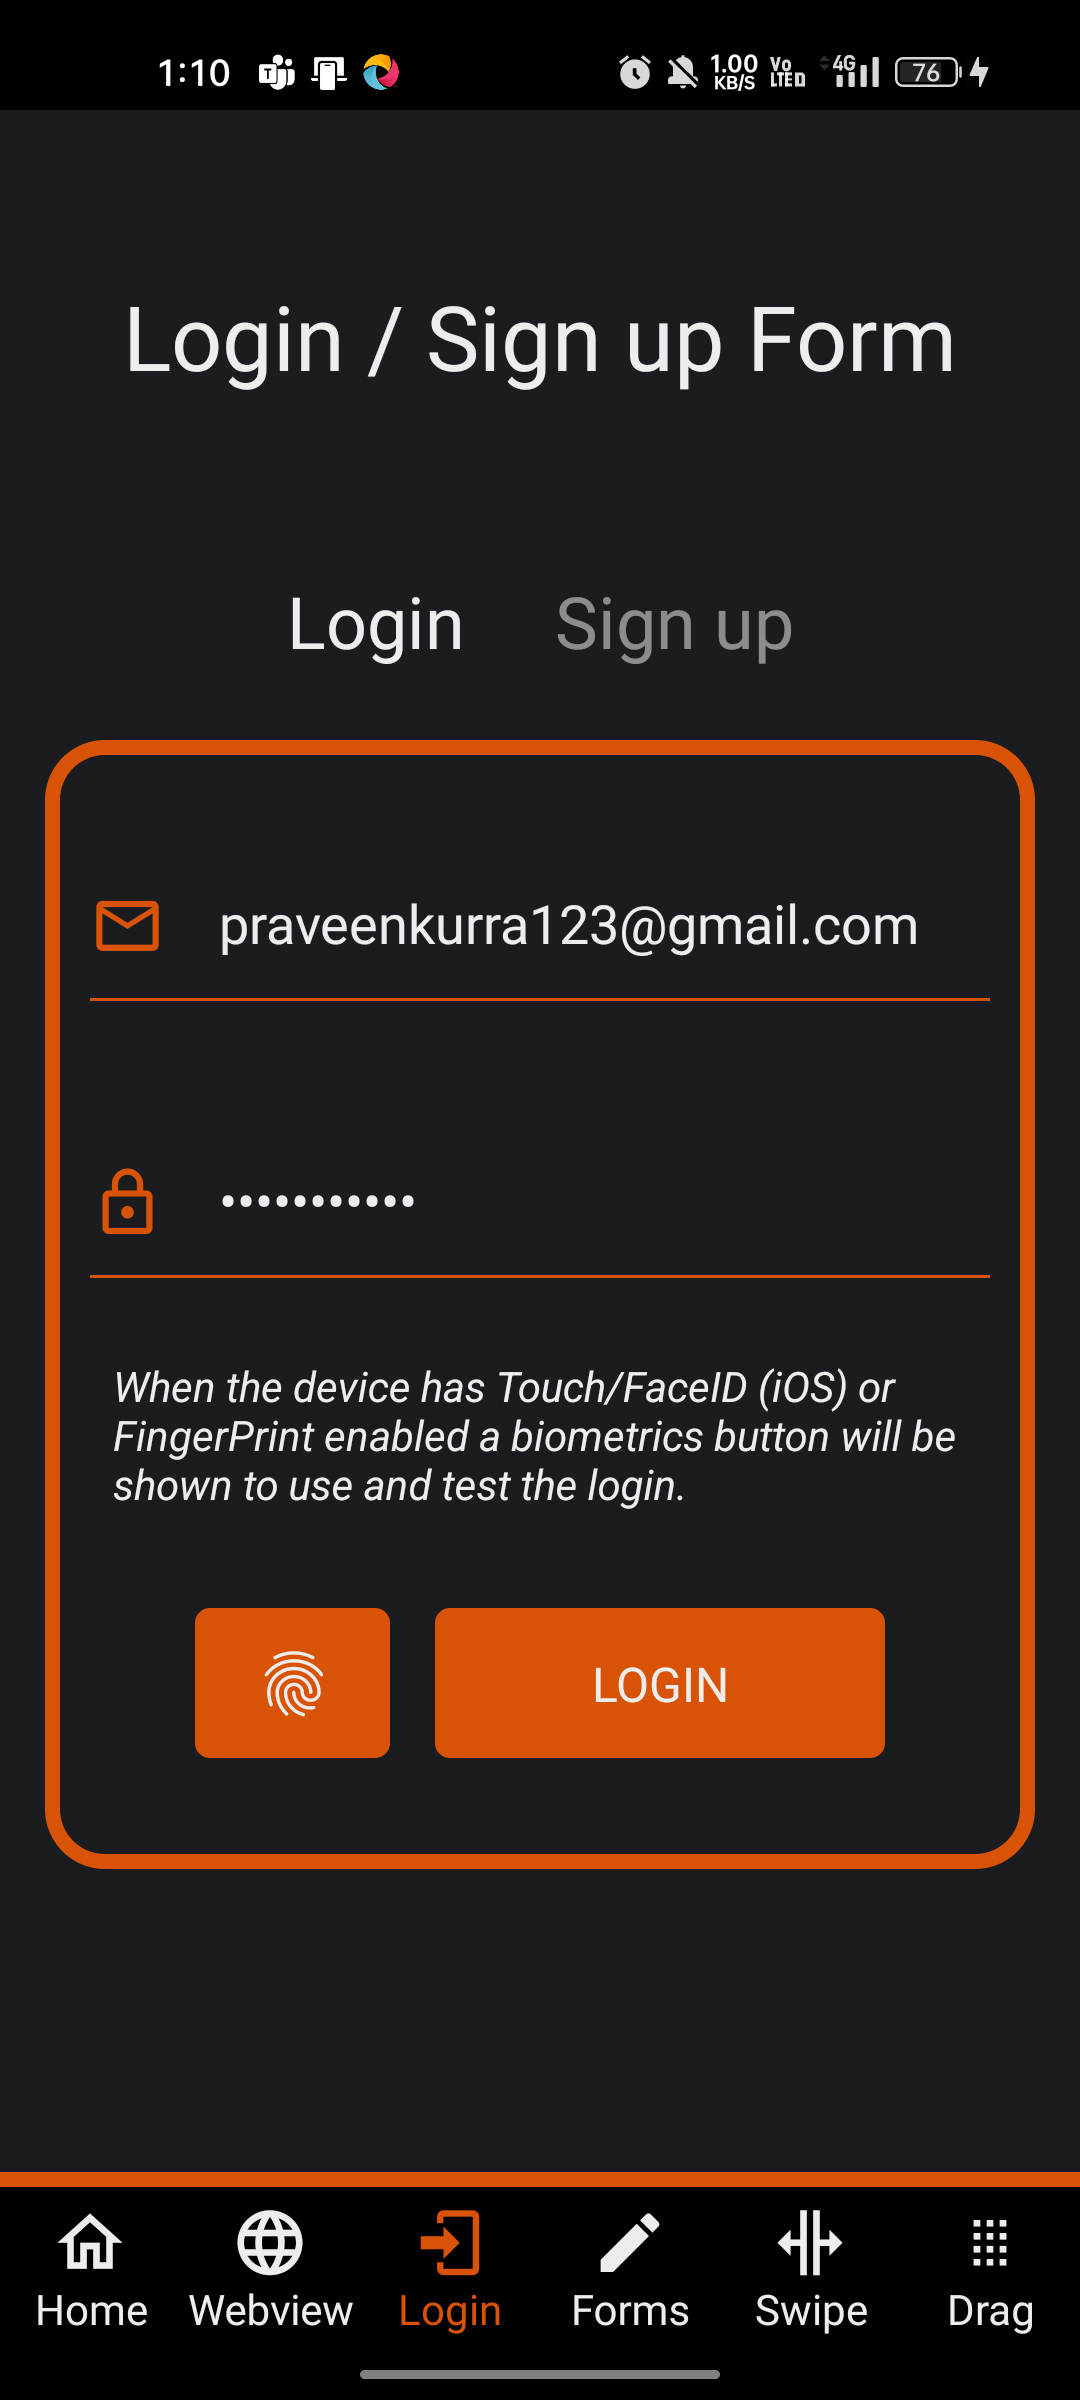 1:10 1.00 KB/S Vo LTE 4G 76
Login / Sign up Form
Login Sign up
praveenkurra123@gmail.com
•••••••••••
When the device has Touch/FaceID (iOS) or
FingerPrint enabled a biometrics button will be
shown to use and test the login.
LOGIN
Home Webview Login Forms Swipe Drag